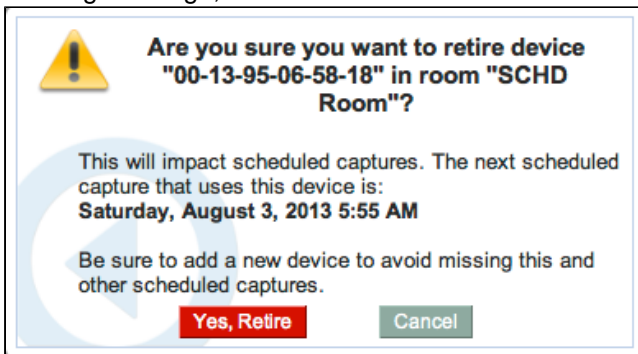 Are you sure you want to retire device
"00-13-95-06-58-18" in room "SCHD
Room"?
This will impact scheduled captures. The next scheduled
capture that uses this device is:
Saturday, August 3, 2013 5:55 AM
Be sure to add a new device to avoid missing this and
other scheduled captures.
Yes, Retire
Cancel